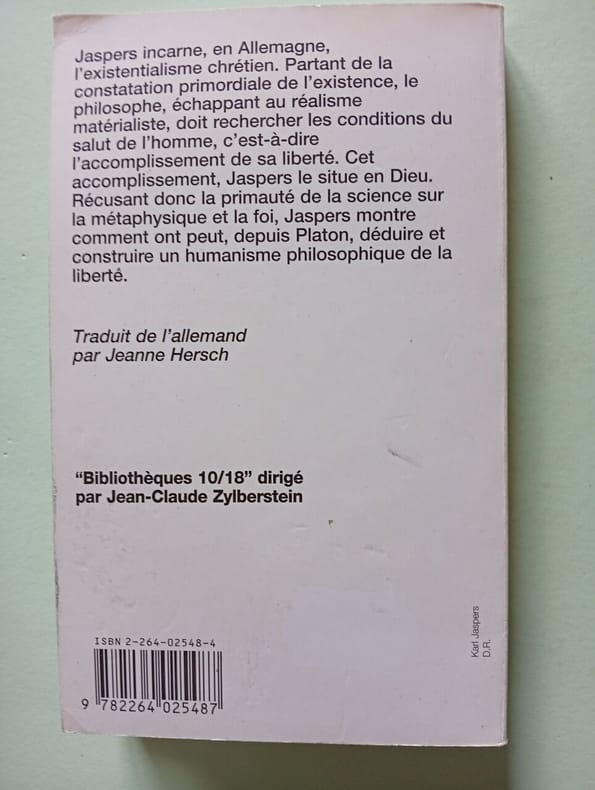 Jaspers incarne, en Allemagne,
l'existentialisme chrétien. Partant de la
constatation primordiale de l'existence, le
philosophe, échappant au réalisme
matérialiste, doit rechercher les conditions du
salut de l'homme, c'est-à-dire
l'accomplissement de sa liberté. Cet
accomplissement, Jaspers le situe en Dieu.
Récusant donc la primauté de la science sur
la métaphysique et la foi, Jaspers montre
comment ont peut, depuis Platon, déduire et
construire un humanisme philosophique de la
liberté.
Traduit de l'allemand
par Jeanne Hersch
"Bibliothèques 10/18" dirigé
par Jean-Claude Zylberstein
ISBN 2-264-02548-4
9 782264 025487
Karl Jaspers
D.R.